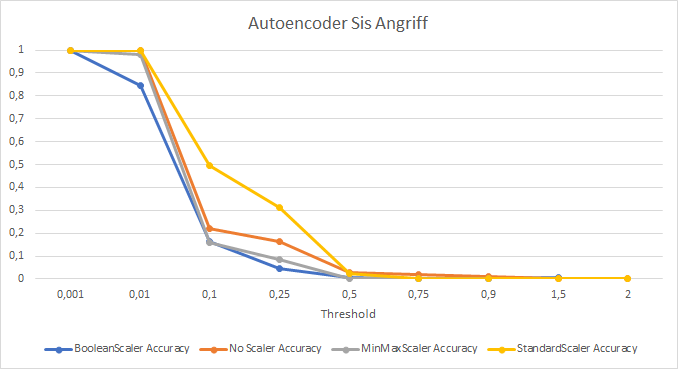 Autoencoder Sis Angriff
1
0,9
0,8
0,7
0,6
0,5
0,4
0,3
0,2
0,1
0
0,001 0,01 0,1 0,25 0,5 0,75 0,9 1,5 2
Threshold
BooleanScaler Accuracy No Scaler Accuracy MinMaxScaler Accuracy StandardScaler Accuracy